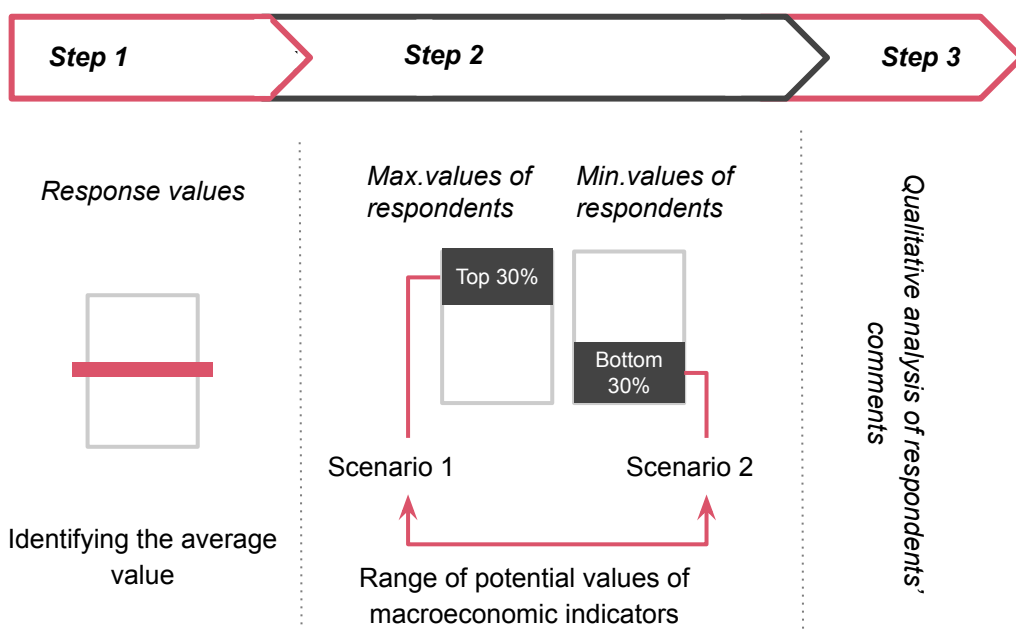 Step 1
Step 2
Step 3
Response values
Identifying the average
value
Max.values of
respondents
Min.values of
respondents
Top 30%
Bottom
30%
Scenario 1
Scenario 2
Range of potential values of
macroeconomic indicators
Qualitative analysis of respondents’
comments